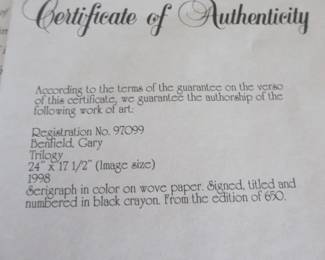 Certificate of Authenticity
According to the terms of the guarantee on the verso
of this certificate, we guarantee the authorship of the
following work of art:
Registration No. 97099
Benfield, Gary
Trilogy
24" x 17 1/2" (Image size)
1998
Serigraph in color on wove paper. Signed, titled and
numbered in black crayon. From the edition of 650.